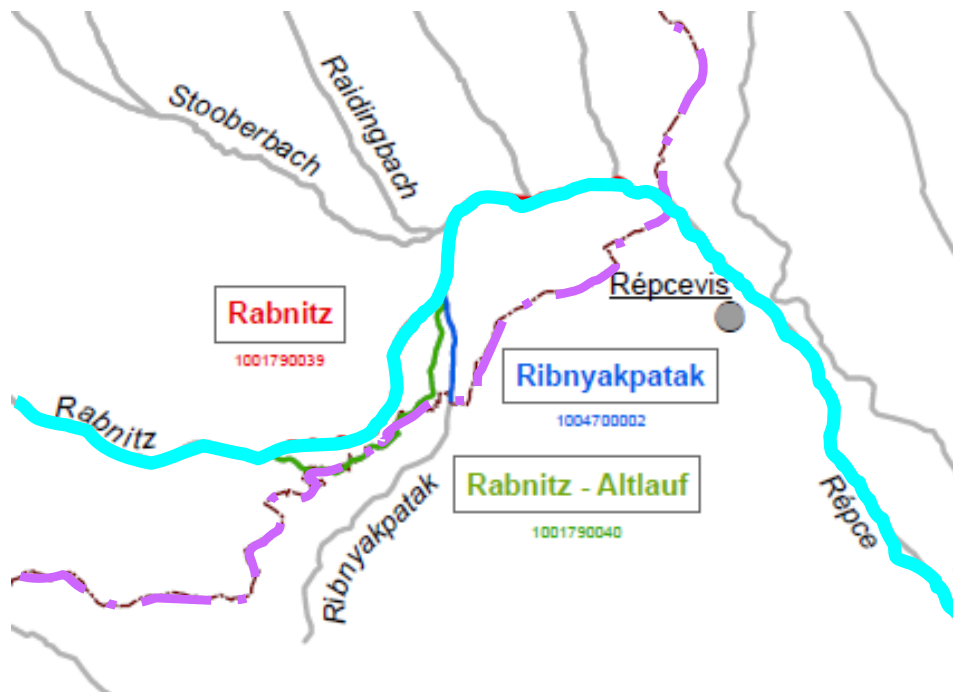 Stooberbach
Raidingbach
Rabnitz
1001790039
Répcevis
Ribnyakpatak
1004700002
Rabnitz
Rabnitz - Altlauf
1001790040
Ribnyakpatak
Répce